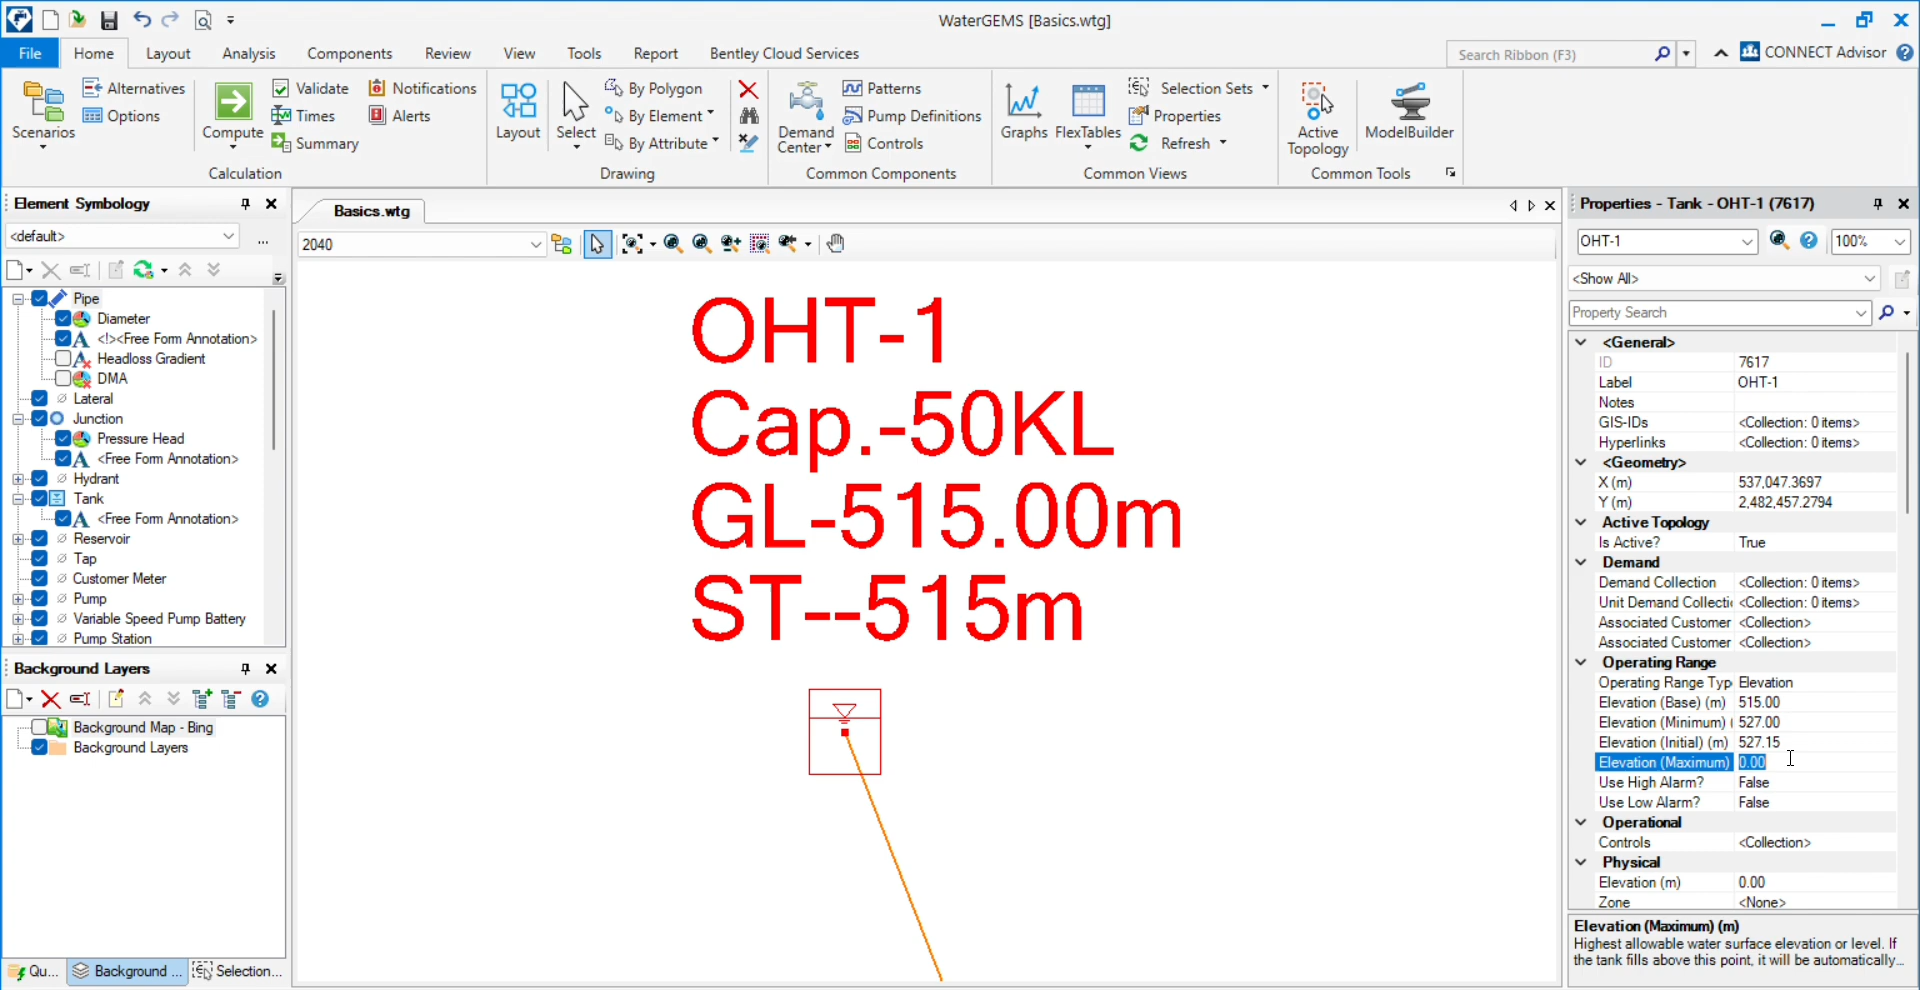 WaterGEMS [Basics.wtg]
File Home Layout Analysis Components Review View Tools Report Bentley Cloud Services
Search Ribbon (F3)
CONNECT Advisor
Scenarios
Alternatives
Options
Compute
Validate
Times
Summary
Notifications
Alerts
Calculation
Layout
Select
By Polygon
By Element
By Attribute
Drawing
Demand
Center
Patterns
Pump Definitions
Controls
Common Components
Graphs
FlexTables
Selection Sets
Properties
Refresh
Common Views
Active
Topology
ModelBuilder
Common Tools
Element Symbology
<default>
...
Pipe
Diameter
<!><Free Form Annotation>
Headloss Gradient
DMA
Lateral
Junction
Pressure Head
<Free Form Annotation>
Hydrant
Tank
<Free Form Annotation>
Reservoir
Tap
Customer Meter
Pump
Variable Speed Pump Battery
Pump Station
Background Layers
Background Map - Bing
Background Layers
Qu...
Background ...
Selection...
Basics.wtg
2040
OHT-1
Cap.-50KL
GL-515.00m
ST--515m
Properties - Tank - OHT-1 (7617)
OHT-1
100%
<Show All>
Property Search
<General>
ID 7617
Label OHT-1
Notes
GIS-IDs <Collection: 0 items>
Hyperlinks <Collection: 0 items>
<Geometry>
X (m) 537,047.3697
Y (m) 2,482,457.2794
Active Topology
Is Active? True
Demand
Demand Collection <Collection: 0 items>
Unit Demand Collecti <Collection: 0 items>
Associated Customer <Collection>
Associated Customer <Collection>
Operating Range
Operating Range Typ Elevation
Elevation (Base) (m) 515.00
Elevation (Minimum) ( 527.00
Elevation (Initial) (m) 527.15
Elevation (Maximum) 0.00
Use High Alarm? False
Use Low Alarm? False
Operational
Controls <Collection>
Physical
Elevation (m) 0.00
Zone <None>
Elevation (Maximum) (m)
Highest allowable water surface elevation or level. If
the tank fills above this point, it will be automatically...